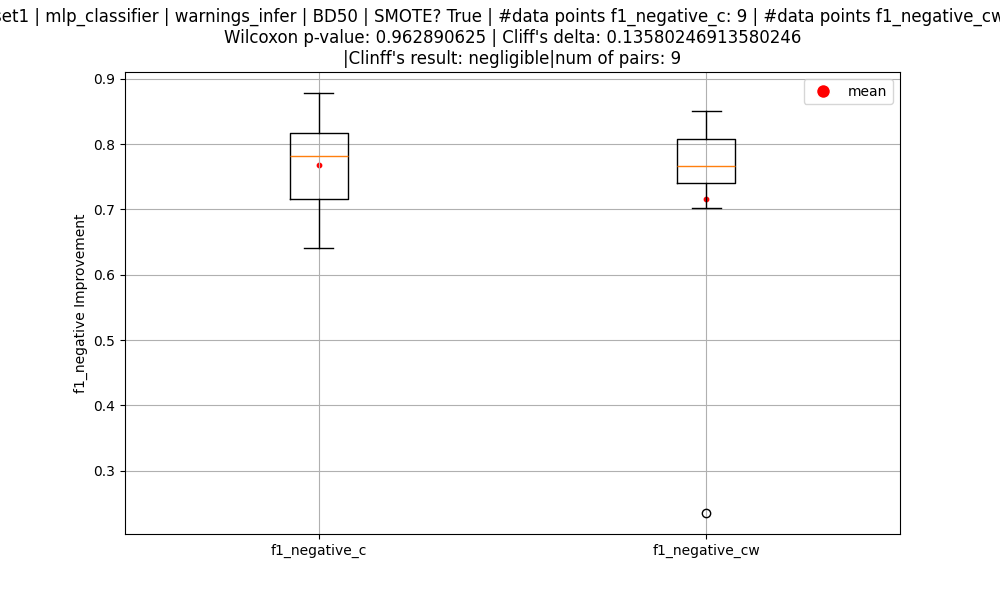 set1 | mlp_classifier | warnings_infer | BD50 | SMOTE? True | #data points f1_negative_c: 9 | #data points f1_negative_cw
Wilcoxon p-value: 0.962890625 | Cliff's delta: 0.13580246913580246
|Clinff's result: negligible|num of pairs: 9
0.9
mean
0.8
0.7
0.6
0.5
0.4
0.3
f1_negative Improvement
f1_negative_c
f1_negative_cw